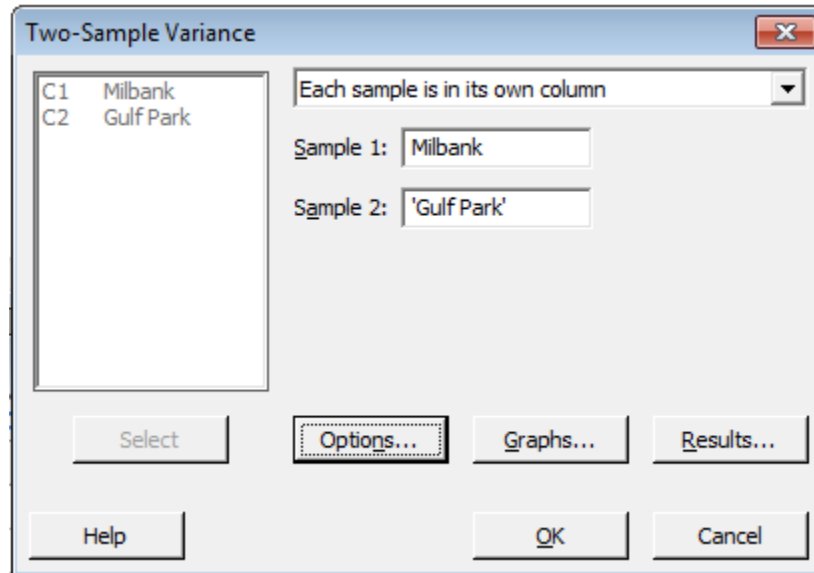 Two-Sample Variance
C1 Milbank
C2 Gulf Park
Each sample is in its own column
Sample 1: Milbank
Sample 2: 'Gulf Park'
Select
Options...
Graphs...
Results...
Help
OK
Cancel